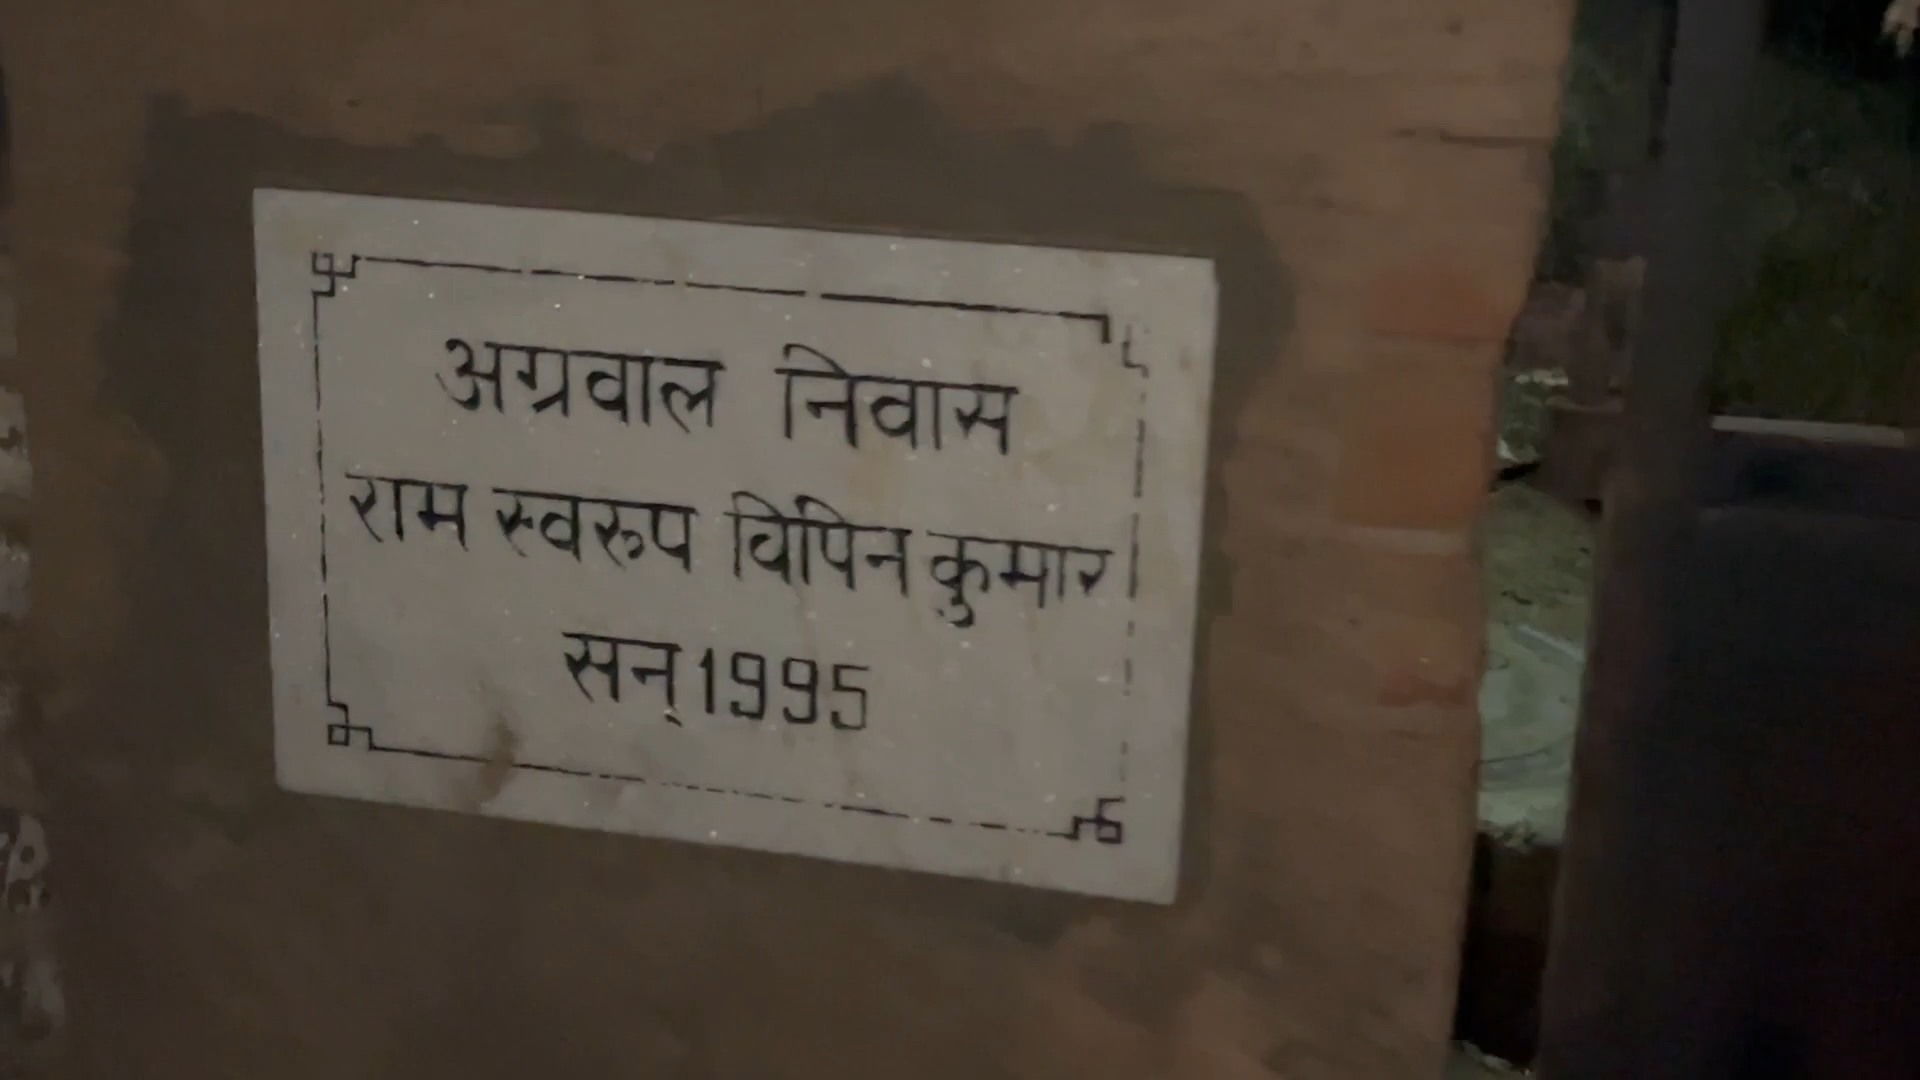 अग्रवाल निवास
राम स्वरुप विपिन कुमार
सन् 1995